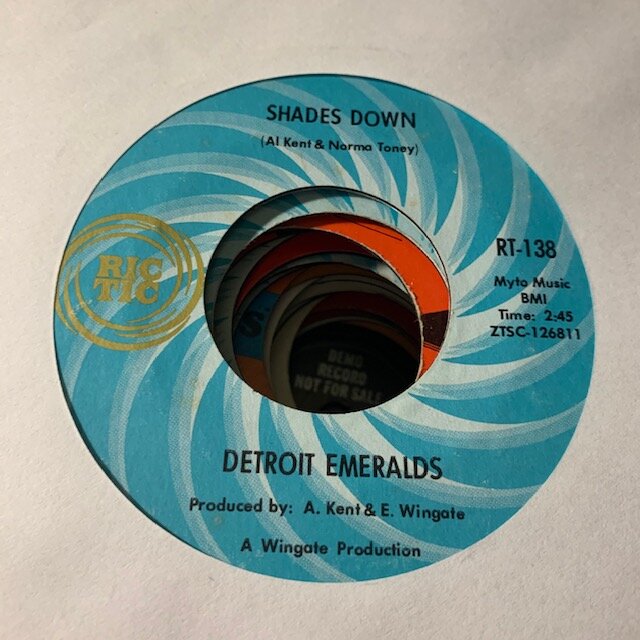 SHADES DOWN
(Al Kent & Norma Toney)
RIC
TIC
RT-138
Myto Music
BMI
Time: 2:45
ZTSC-126811
S
DEMO
RECORD
NOT FOR SALE
DETROIT EMERALDS
Produced by: A. Kent & E. Wingate
A Wingate Production